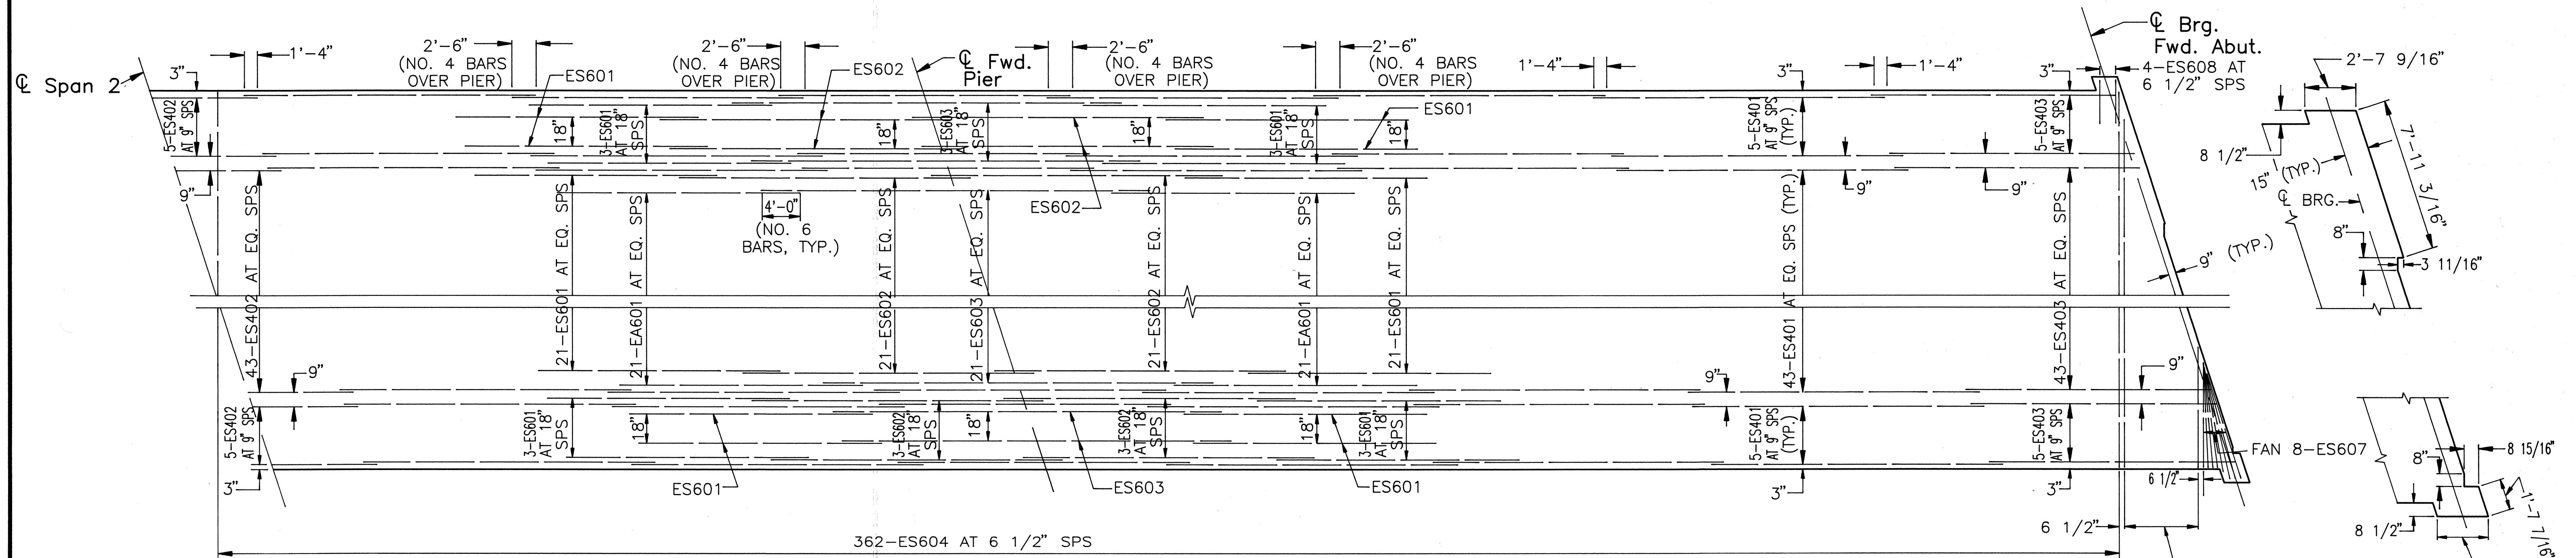 ℄ Span 2
3"
1'-4"
2'-6"
(NO. 4 BARS
OVER PIER)
ES601
2'-6"
(NO. 4 BARS
OVER PIER)
ES602
℄ Fwd.
Pier
2'-6"
(NO. 4 BARS
OVER PIER)
2'-6"
(NO. 4 BARS
OVER PIER)
ES601
1'-4"
3"
1'-4"
3"
℄ Brg.
Fwd. Abut.
4-ES608 AT
6 1/2" SPS
2'-7 9/16"
5-ES402
AT 9" SPS
18"
3-ES601
AT 18"
SPS
18"
3-ES603
AT 18"
SPS
18"
3-ES601
AT 18"
SPS
18"
5-ES401
AT 9" SPS
(TYP.)
5-ES403
AT 9" SPS
8 1/2"
7'-11 3/16"
15" (TYP.)
℄ BRG.
8"
3 11/16"
9"
9"
9"
4'-0"
(NO. 6
BARS, TYP.)
ES602
9" (TYP.)
43-ES402 AT EQ. SPS
21-ES601 AT EQ. SPS
21-EA601 AT EQ. SPS
21-ES602 AT EQ. SPS
21-ES603 AT EQ. SPS
21-ES602 AT EQ. SPS
21-EA601 AT EQ. SPS
21-ES601 AT EQ. SPS
43-ES401 AT EQ. SPS (TYP.)
43-ES403 AT EQ. SPS
9"
9"
9"
5-ES402
AT 9" SPS
3-ES601
AT 18"
SPS
18"
3-ES602
AT 18"
SPS
18"
3-ES602
AT 18"
SPS
18"
3-ES601
AT 18"
SPS
5-ES401
AT 9" SPS
(TYP.)
5-ES403
AT 9" SPS
FAN 8-ES607
8"
8 15/16"
3"
ES601
ES603
ES601
3"
3"
6 1/2"
6 1/2"
8 1/2"
1'-7 7/16"
362-ES604 AT 6 1/2" SPS